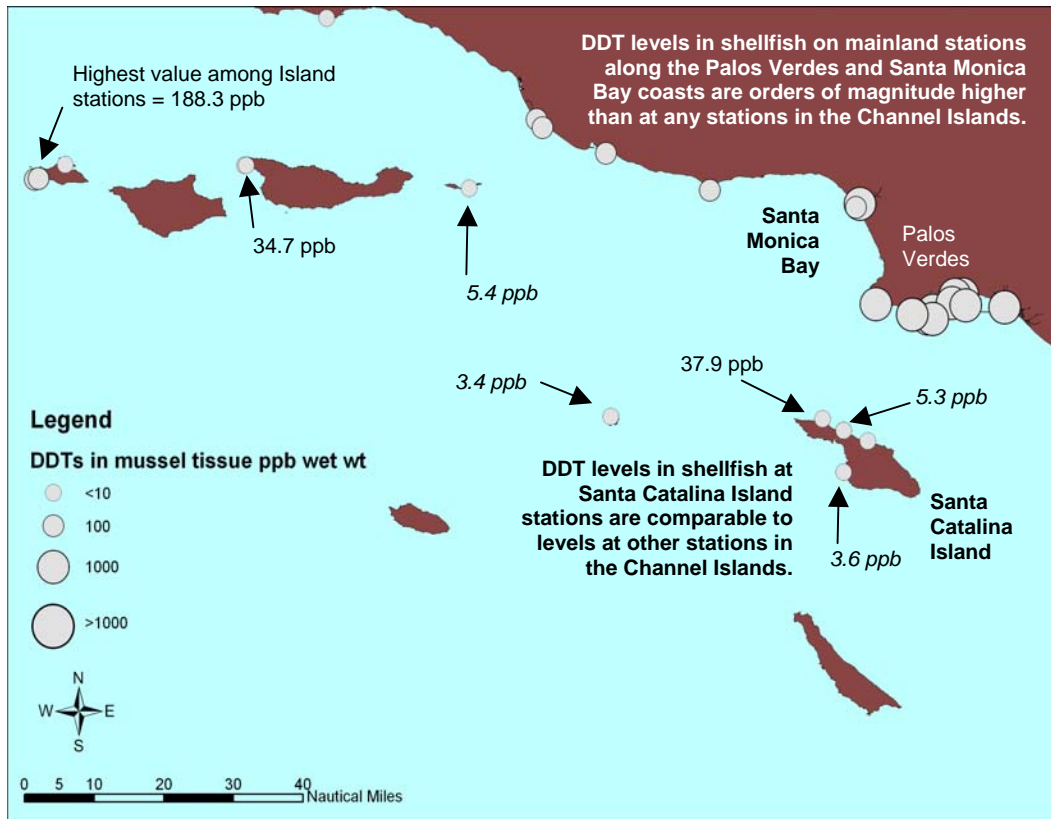 DDT levels in shellfish on mainland stations
along the Palos Verdes and Santa Monica
Bay coasts are orders of magnitude higher
than at any stations in the Channel Islands.
Highest value among Island
stations = 188.3 ppb
34.7 ppb
5.4 ppb
Santa
Monica
Bay
Palos
Verdes
3.4 ppb
37.9 ppb
5.3 ppb
DDT levels in shellfish at
Santa Catalina Island
stations are comparable to
levels at other stations in
the Channel Islands.
3.6 ppb
Santa
Catalina
Island
Legend
DDTs in mussel tissue ppb wet wt
<10
100
1000
>1000
N
W E
S
0 5 10 20 30 40
Nautical Miles